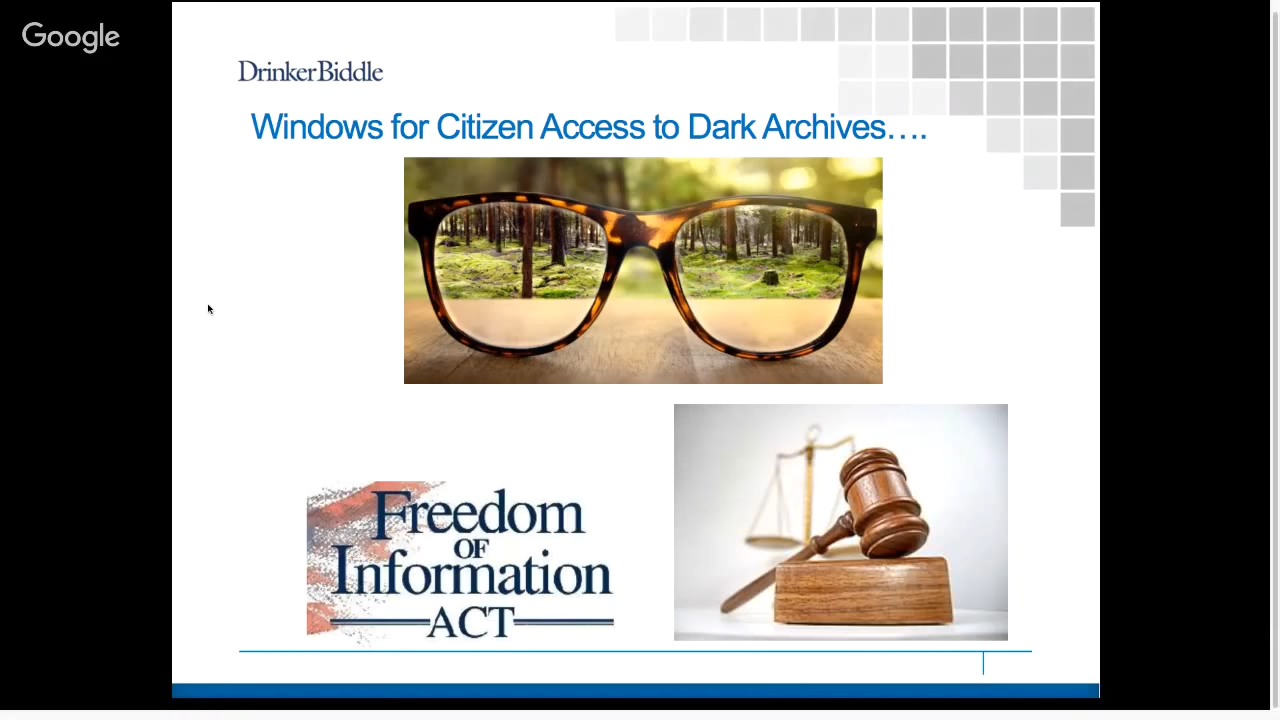 Google
DrinkerBiddle
Windows for Citizen Access to Dark Archives….
Freedom
OF
Information
ACT